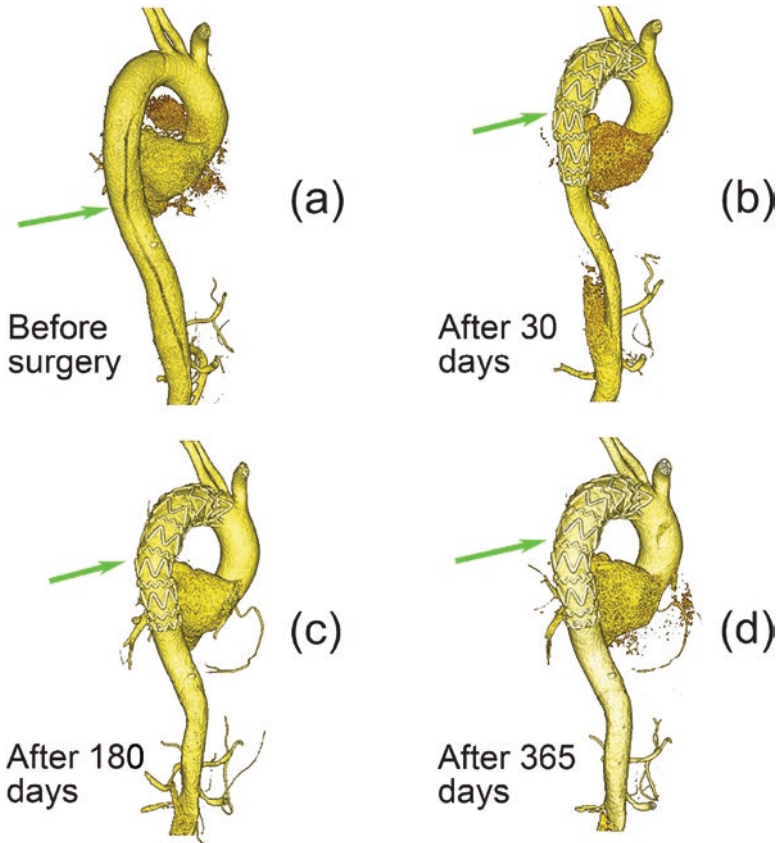 (a)
Before
surgery
(b)
After 30
days
(c)
After 180
days
(d)
After 365
days